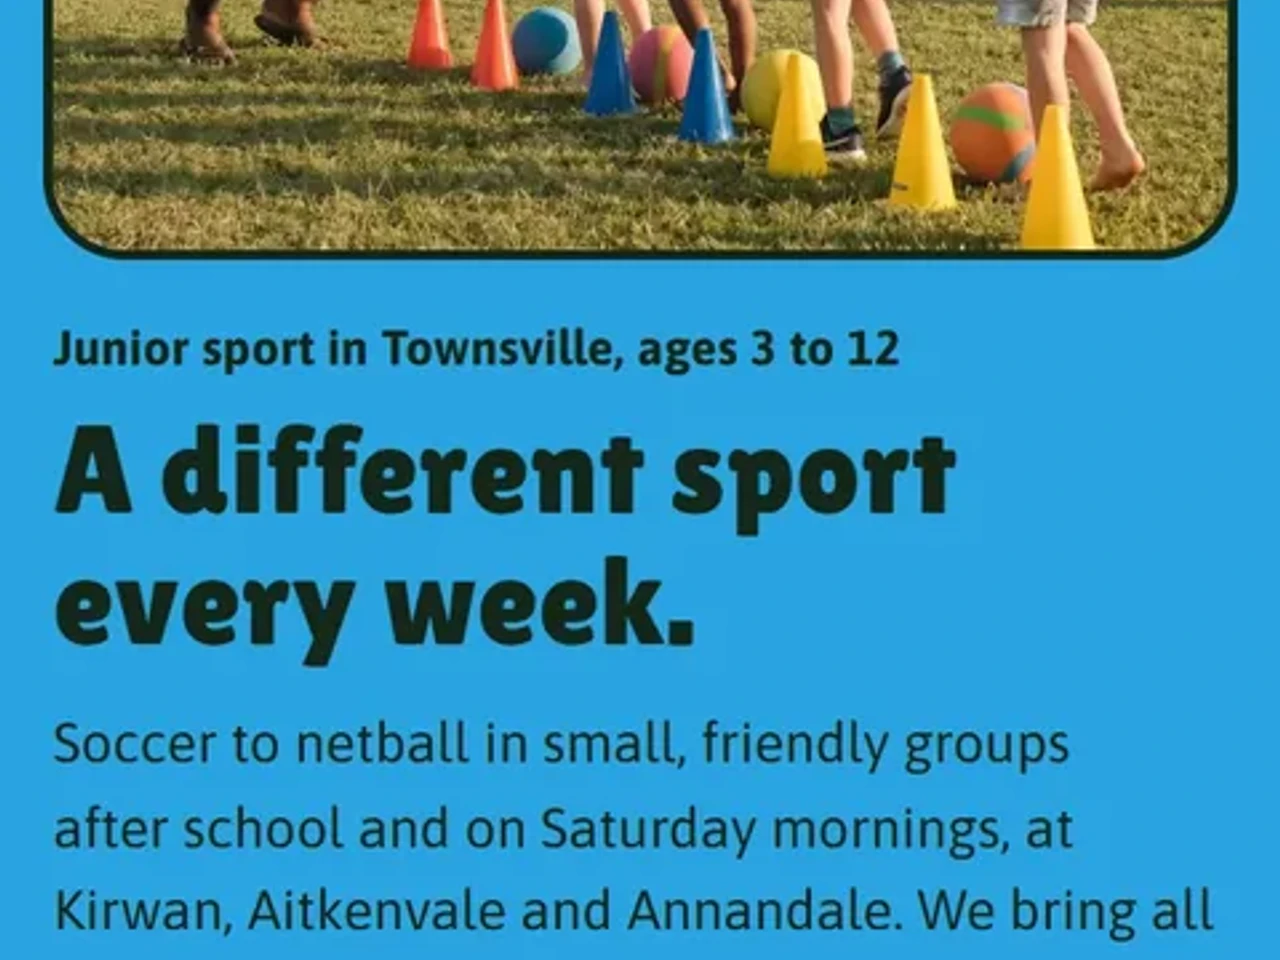 Junior sport in Townsville, ages 3 to 12
A different sport
every week.
Soccer to netball in small, friendly groups
after school and on Saturday mornings, at
Kirwan, Aitkenvale and Annandale. We bring all